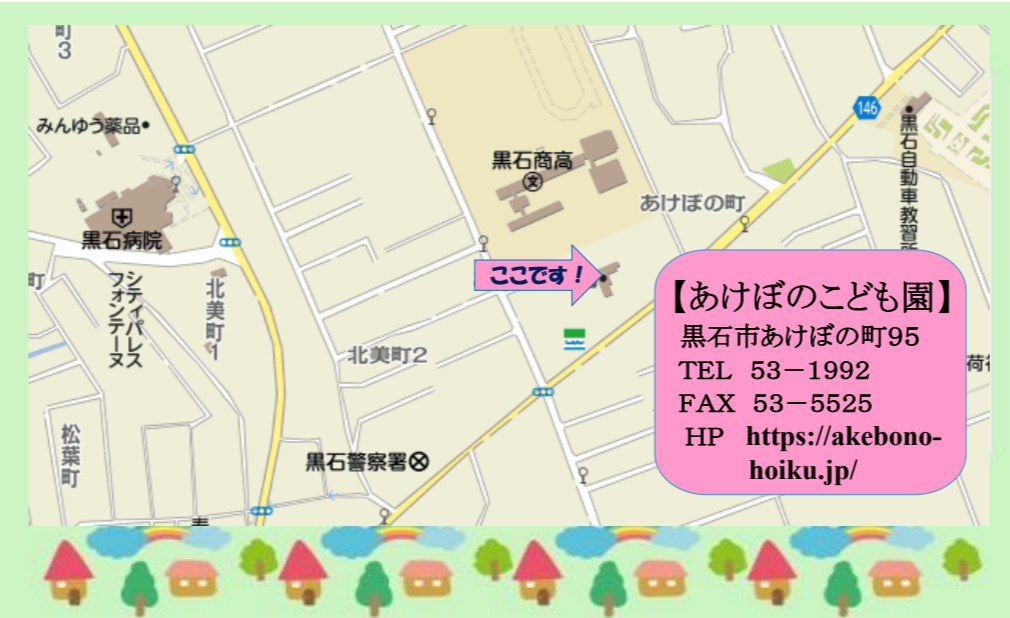 町
3
みんゆう薬品
黒石病院
シティパレス
フォンテーヌ
町
北美町1
北美町2
松葉町
黒石警察署
黒石商高
文
あけぼの町
146
黒石自動車教習所
ここです！
FamilyMart
【あけぼのこども園】
黒石市あけぼの町95
TEL 53－1992
FAX 53－5525
HP https://akebono-
hoiku.jp/